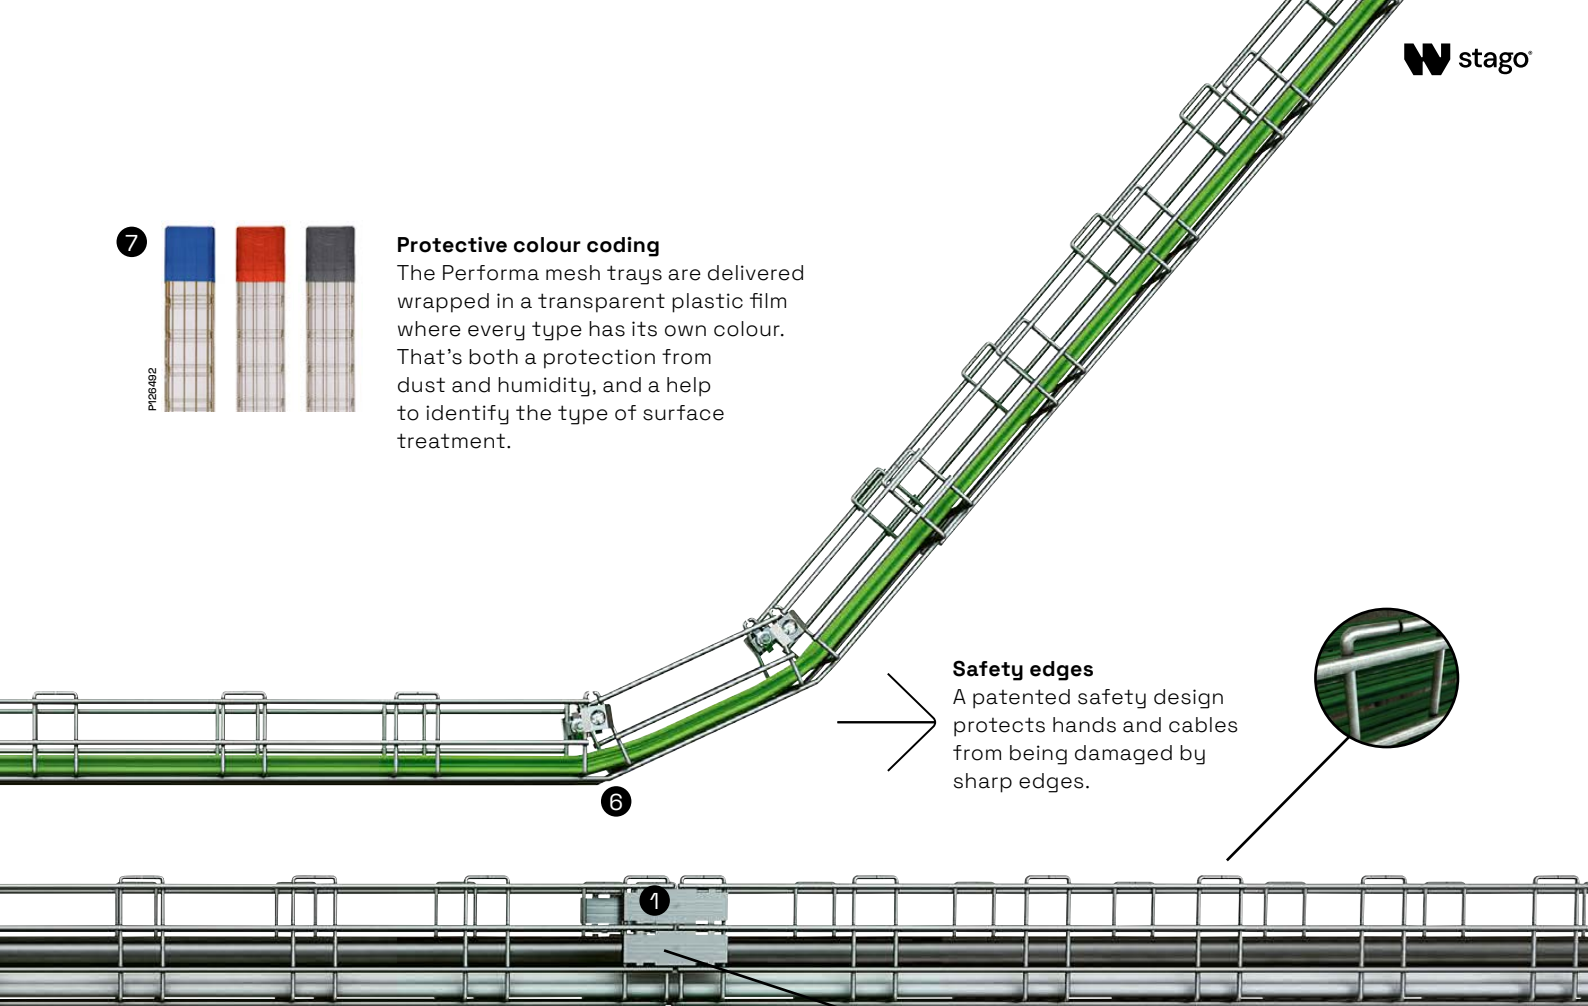 stago®
7
P126492
Protective colour coding
The Performa mesh trays are delivered
wrapped in a transparent plastic film
where every type has its own colour.
That's both a protection from
dust and humidity, and a help
to identify the type of surface
treatment.
Safety edges
A patented safety design
protects hands and cables
from being damaged by
sharp edges.
6
1